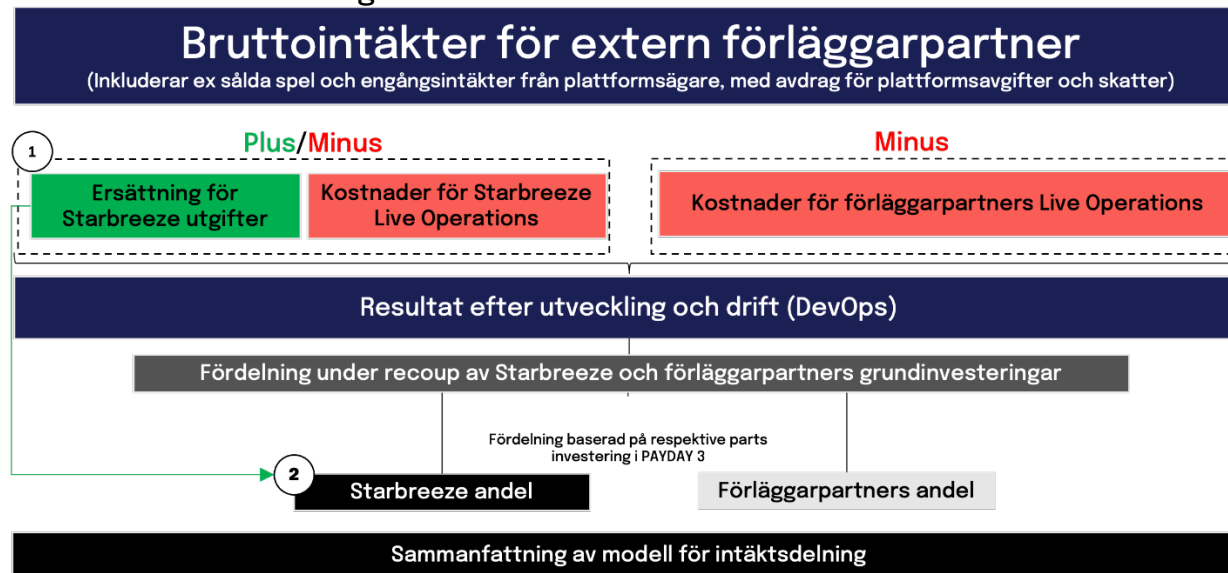 Bruttointäkter för extern förläggarpartner
(Inkluderar ex sålda spel och engångsintäkter från plattformsägare, med avdrag för plattformsavgifter och skatter)
1
Plus/Minus
Minus
Ersättning för
Starbreeze utgifter
Kostnader för Starbreeze
Live Operations
Kostnader för förläggarpartners Live Operations
Resultat efter utveckling och drift (DevOps)
Fördelning under recoup av Starbreeze och förläggarpartners grundinvesteringar
Fördelning baserad på respektive parts
investering i PAYDAY 3
2
Starbreeze andel
Förläggarpartners andel
Sammanfattning av modell för intäktsdelning